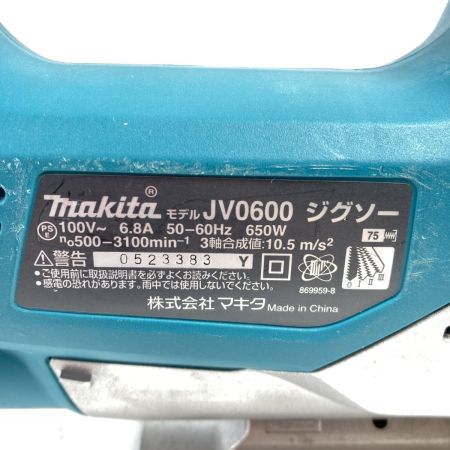 makita® モデル JV0600 ジグソー
PS E 100V~ 6.8A 50-60Hz 650W
n₀500-3100min⁻¹ 3軸合成値:10.5 m/s²
75
⚠警告 0523383 Y
●ご使用前に取扱説明書を必ずよくお読みください。
●感電の恐れがあります。雨中では使用しないでください。
869959-8
0 I II III
株式会社 マキタ Made in China